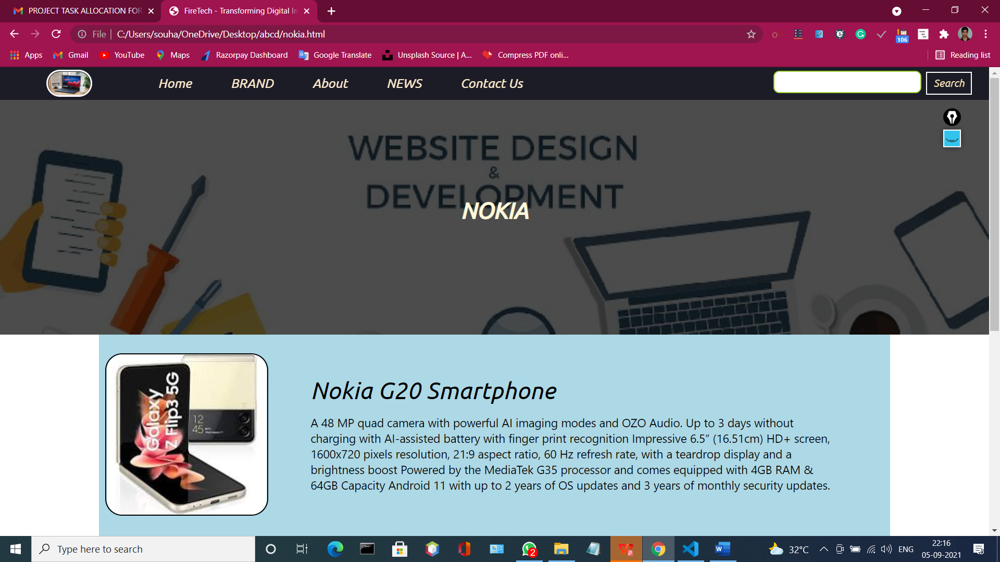 PROJECT TASK ALLOCATION FOR
FireTech - Transforming Digital In
File
C:/Users/souha/OneDrive/Desktop/abcd/nokia.html
106
Apps
Gmail
YouTube
Maps
Razorpay Dashboard
Google Translate
Unsplash Source | A...
Compress PDF onli...
Reading list
Home
BRAND
About
NEWS
Contact Us
Search
WEBSITE DESIGN
&
DEVELOPMENT
NOKIA
Galaxy
Z Flip3 5G
12
45
Nokia G20 Smartphone
A 48 MP quad camera with powerful AI imaging modes and OZO Audio. Up to 3 days without
charging with AI-assisted battery with finger print recognition Impressive 6.5” (16.51cm) HD+ screen,
1600x720 pixels resolution, 21:9 aspect ratio, 60 Hz refresh rate, with a teardrop display and a
brightness boost Powered by the MediaTek G35 processor and comes equipped with 4GB RAM &
64GB Capacity Android 11 with up to 2 years of OS updates and 3 years of monthly security updates.
Type here to search
2
32°C
ENG
22:16
05-09-2021